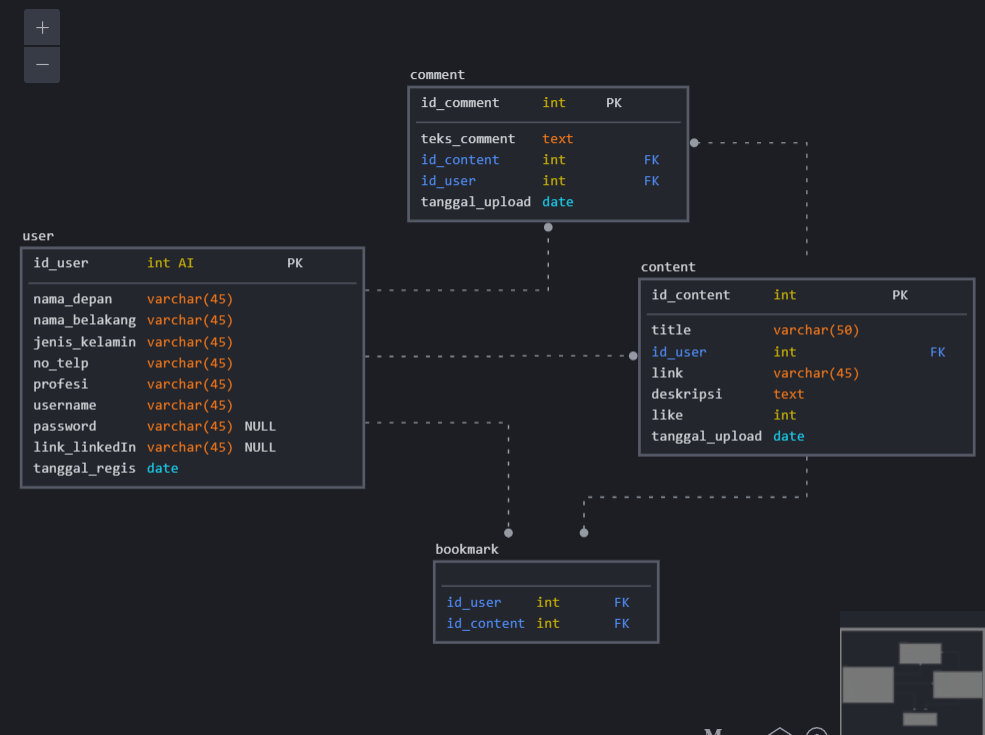 +
−
comment
id_comment int PK
teks_comment text
id_content int FK
id_user int FK
tanggal_upload date
user
id_user int AI PK
nama_depan varchar(45)
nama_belakang varchar(45)
jenis_kelamin varchar(45)
no_telp varchar(45)
profesi varchar(45)
username varchar(45)
password varchar(45) NULL
link_linkedIn varchar(45) NULL
tanggal_regis date
content
id_content int PK
title varchar(50)
id_user int FK
link varchar(45)
deskripsi text
like int
tanggal_upload date
bookmark
id_user int FK
id_content int FK